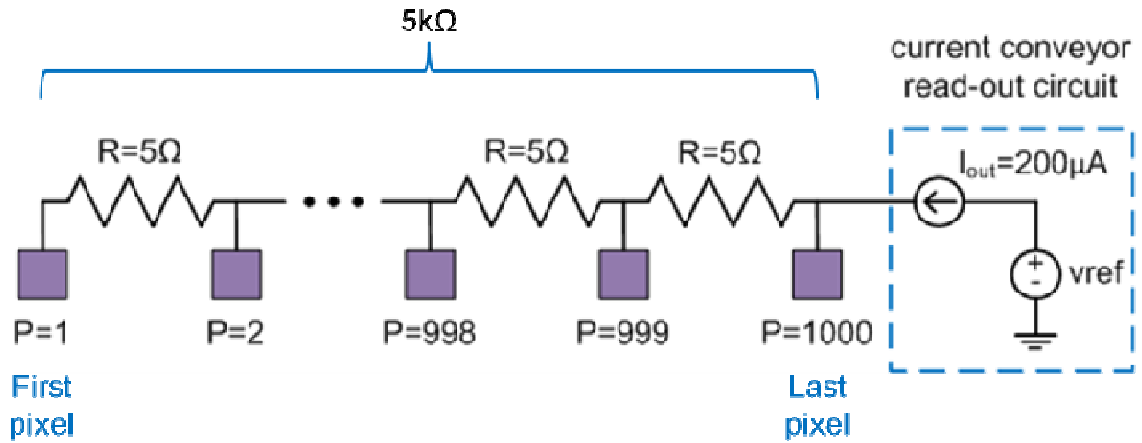 5kΩ
current conveyor
read-out circuit
R=5Ω
R=5Ω
R=5Ω
Iout=200μA
+
-
vref
P=1
P=2
P=998
P=999
P=1000
First
pixel
Last
pixel